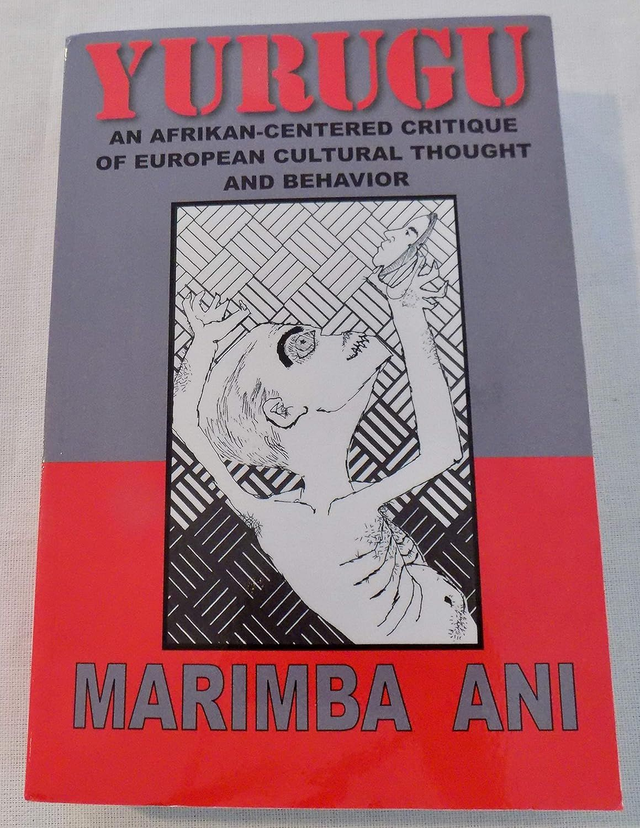 YURUGU
AN AFRIKAN-CENTERED CRITIQUE
OF EUROPEAN CULTURAL THOUGHT
AND BEHAVIOR
MARIMBA ANI